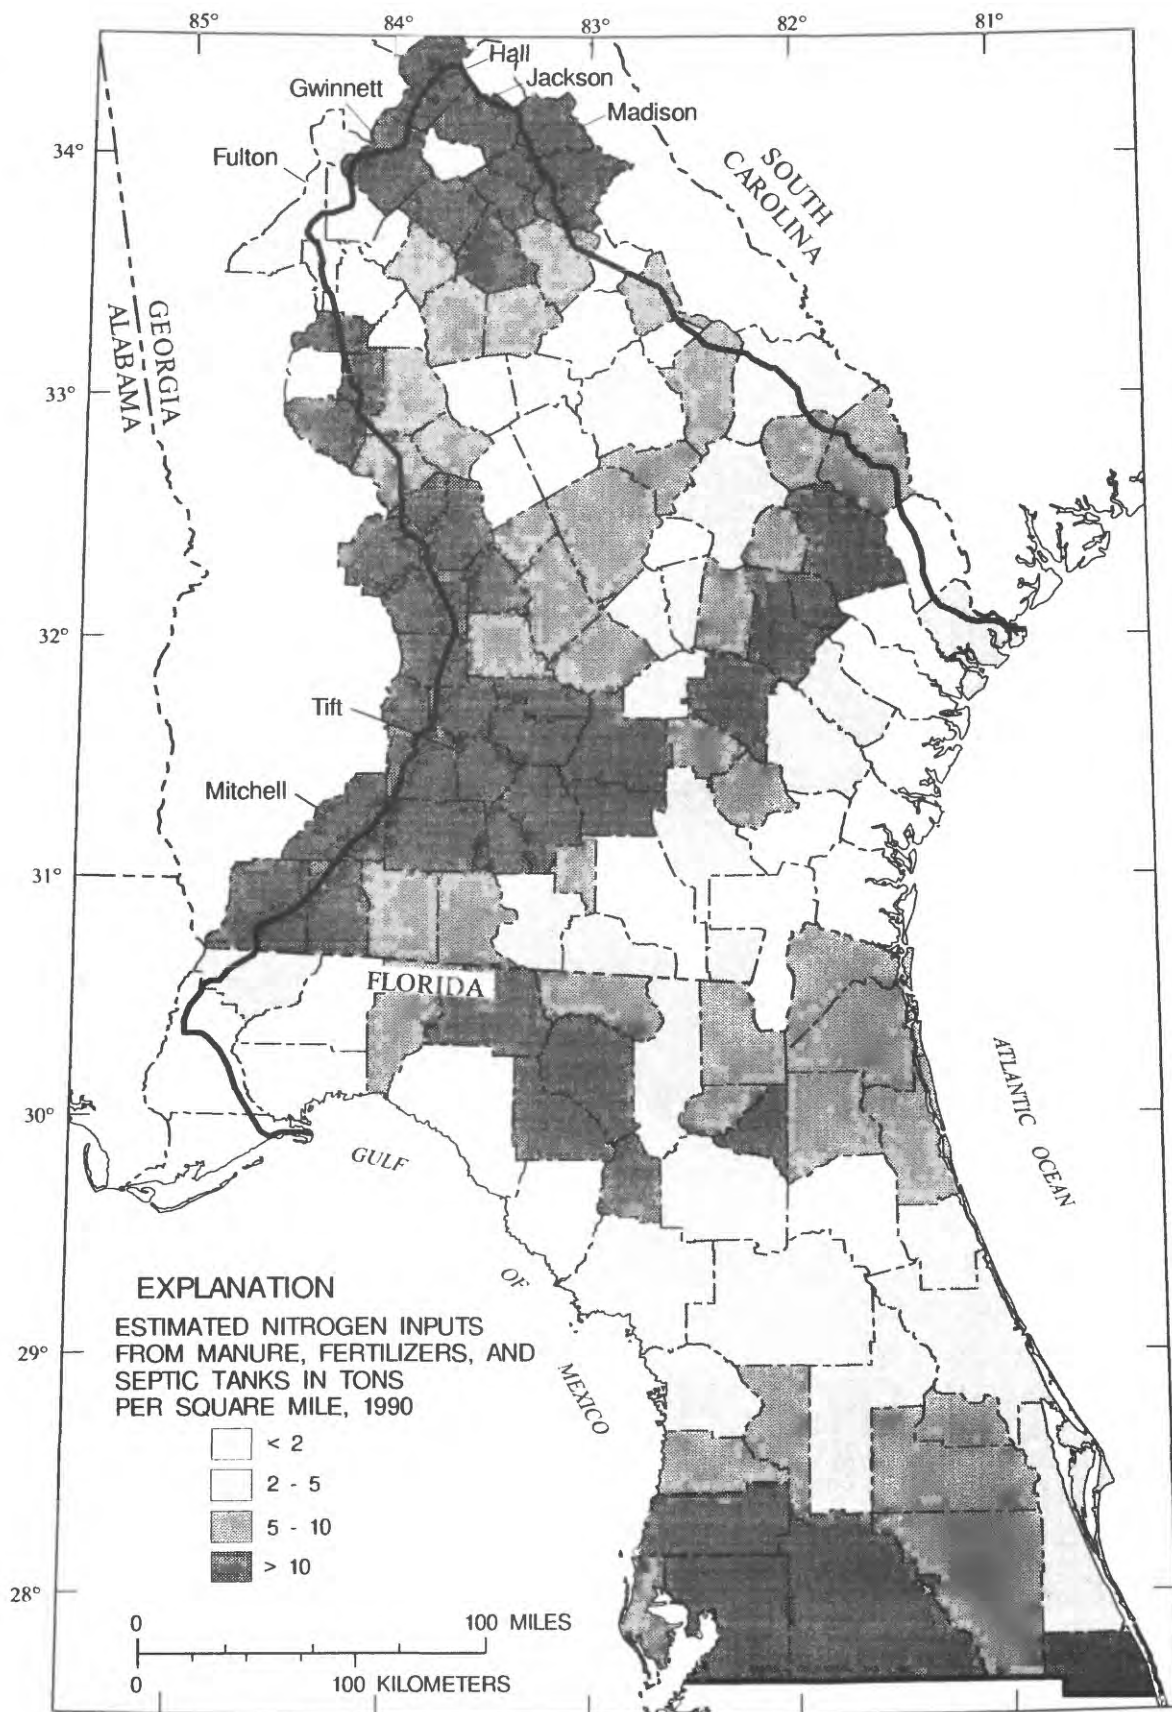 85°
84°
83°
82°
81°
Hall
Jackson
Gwinnett
Madison
Fulton
34°
SOUTH
CAROLINA
GEORGIA
ALABAMA
33°
32°
Tift
Mitchell
31°
FLORIDA
ATLANTIC OCEAN
30°
GULF
OF
MEXICO
EXPLANATION
ESTIMATED NITROGEN INPUTS
FROM MANURE, FERTILIZERS, AND
SEPTIC TANKS IN TONS
PER SQUARE MILE, 1990
29°
< 2
2 - 5
5 - 10
> 10
28°
0 100 MILES
0 100 KILOMETERS